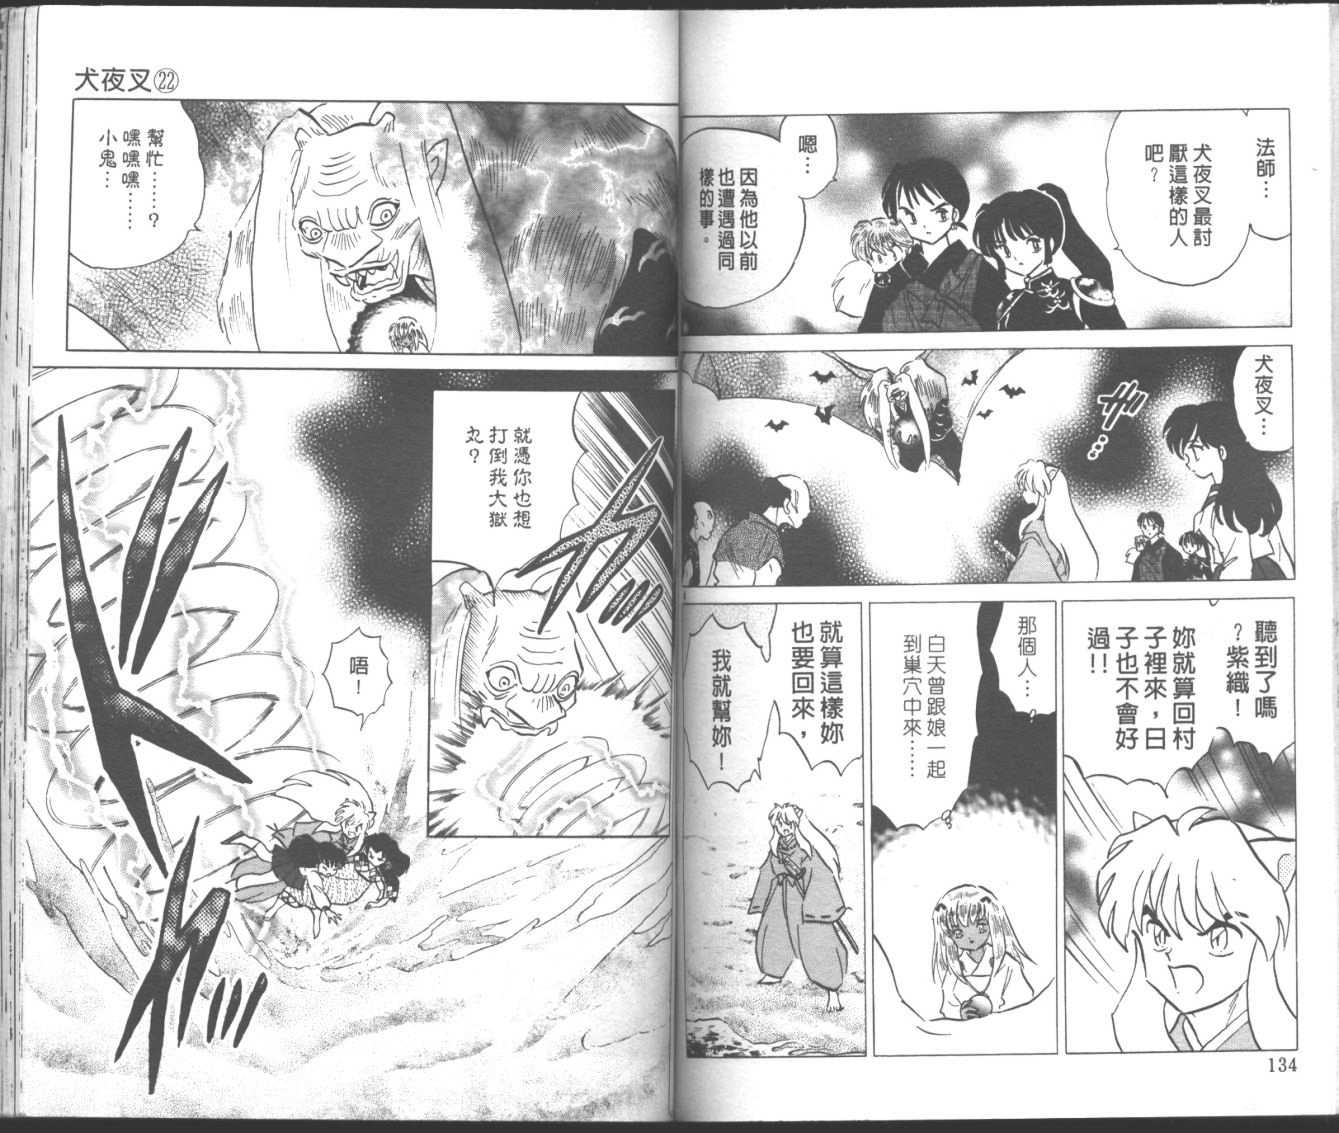 法師…
犬夜叉最討
厭這樣的人
吧？
嗯…
因為他以前
也遭遇過同
樣的事。
犬夜叉…
聽到了嗎
？紫織！
妳就算回村
子裡來，日
子也不會好
過！！
那個人…
白天曾跟娘一起
到巢穴中來……
就算這樣妳
也要回來，
我就幫妳！
134
犬夜叉㉒
幫忙………？
嘿嘿嘿……
小鬼…
就憑你也想
打倒我大獄
丸？
唔！